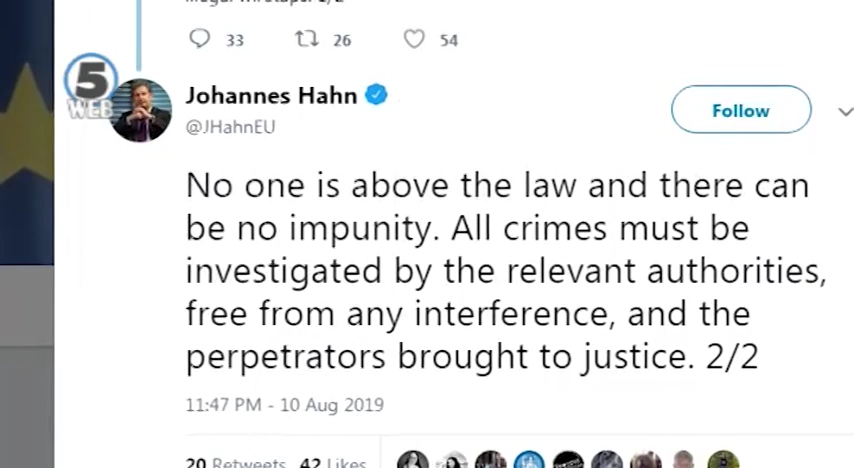 33 26 54
5
WEB
Johannes Hahn
@JHahnEU
Follow
No one is above the law and there can
be no impunity. All crimes must be
investigated by the relevant authorities,
free from any interference, and the
perpetrators brought to justice. 2/2
11:47 PM - 10 Aug 2019
20 Retweets 42 Likes